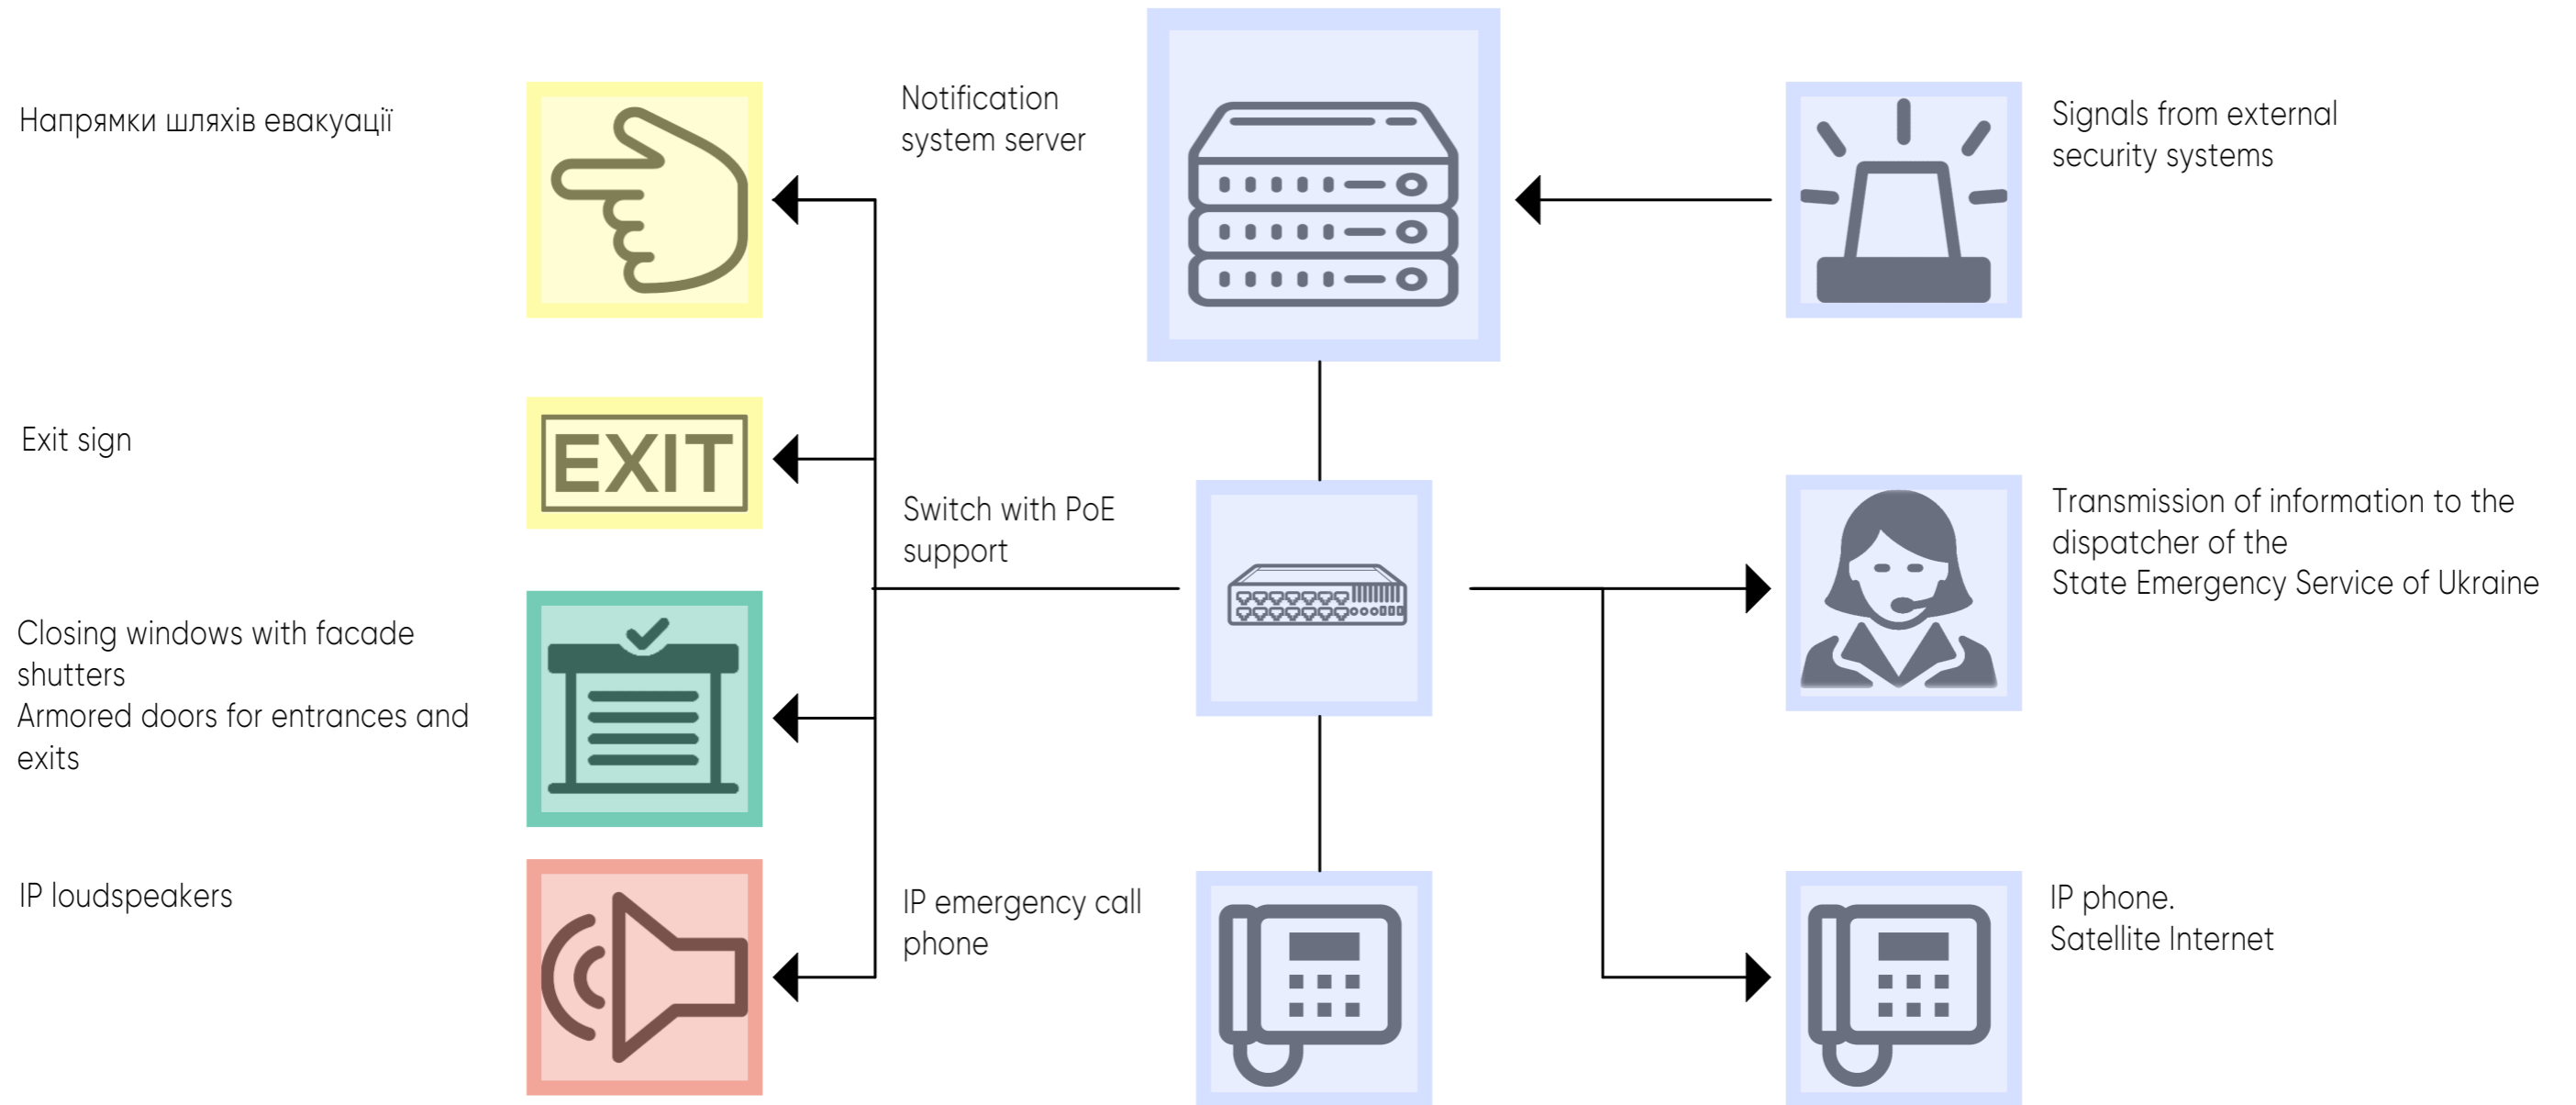 Напрямки шляхів евакуації
Notification
system server
Signals from external
security systems
Exit sign
EXIT
Switch with PoE
support
Transmission of information to the
dispatcher of the
State Emergency Service of Ukraine
Closing windows with facade
shutters
Armored doors for entrances and
exits
IP loudspeakers
IP emergency call
phone
IP phone.
Satellite Internet